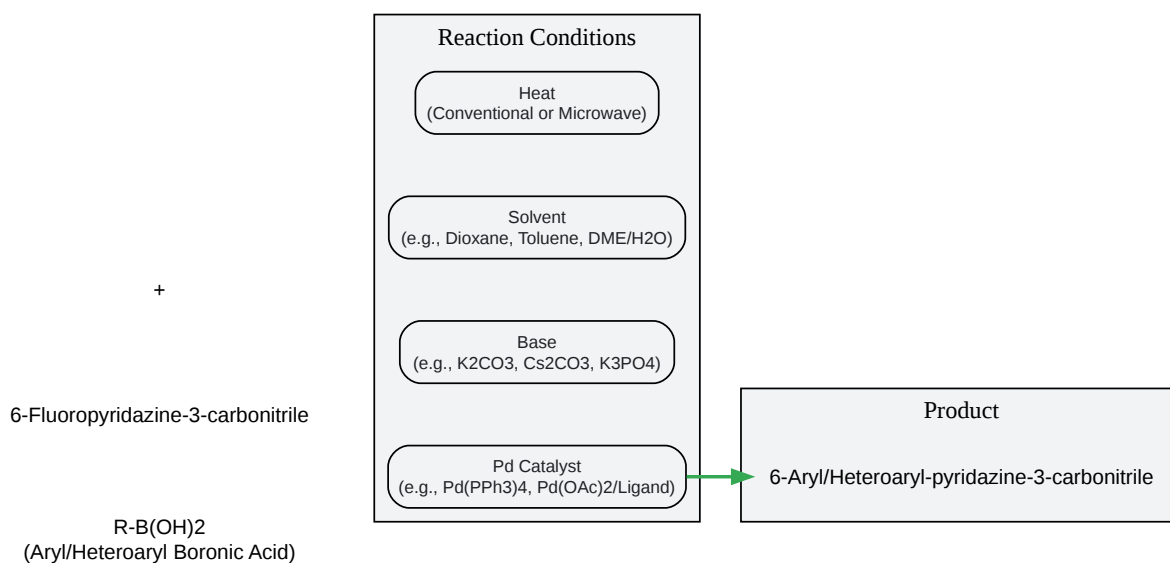 Reaction Conditions
Heat
(Conventional or Microwave)
Solvent
(e.g., Dioxane, Toluene, DME/H2O)
+
Base
(e.g., K2CO3, Cs2CO3, K3PO4)
6-Fluoropyridazine-3-carbonitrile
Product
Pd Catalyst
(e.g., Pd(PPh3)4, Pd(OAc)2/Ligand)
6-Aryl/Heteroaryl-pyridazine-3-carbonitrile
R-B(OH)2
(Aryl/Heteroaryl Boronic Acid)